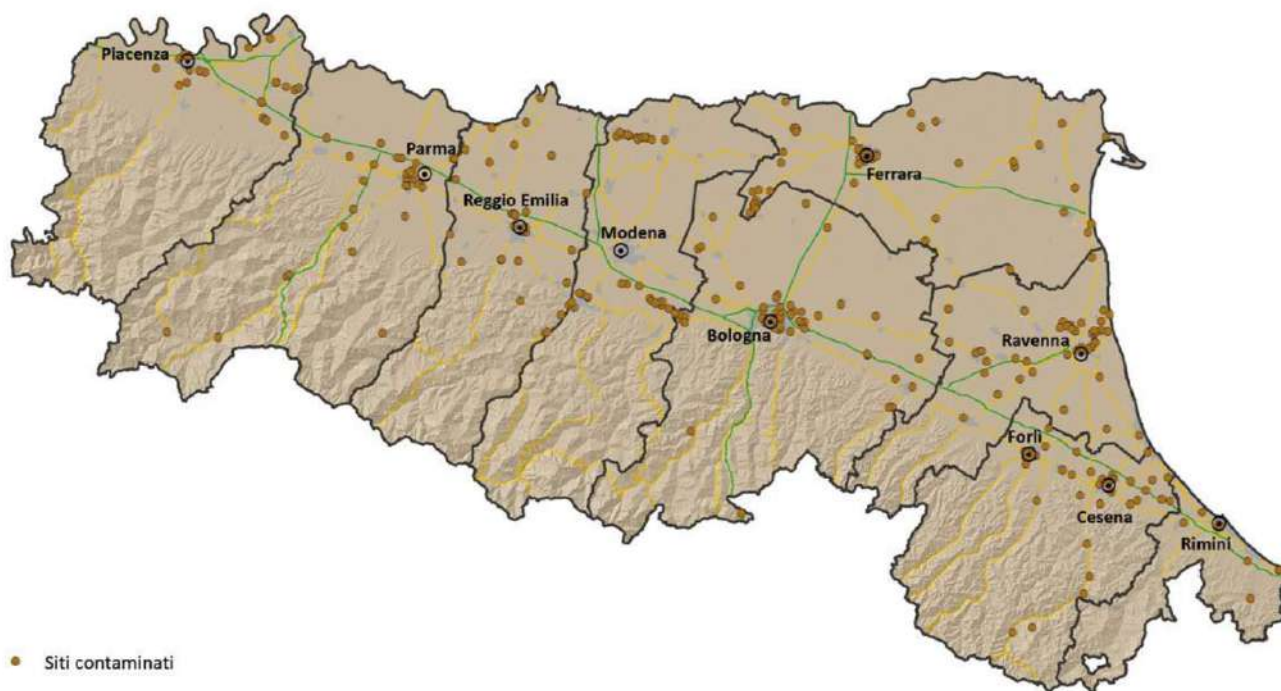 Piacenza
Parma
Reggio Emilia
Modena
Ferrara
Bologna
Ravenna
Forlì
Cesena
Rimini
Siti contaminati